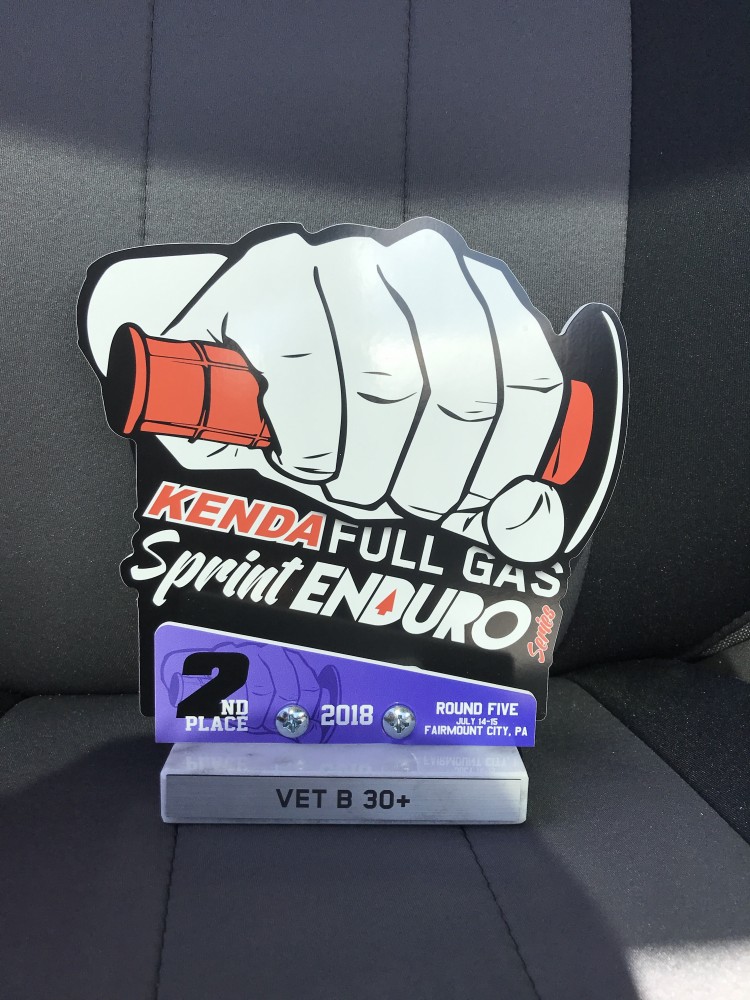 KENDA FULL GAS
Sprint ENDURO Series
2ND PLACE
2018
ROUND FIVE
JULY 14-15
FAIRMOUNT CITY, PA
VET B 30+